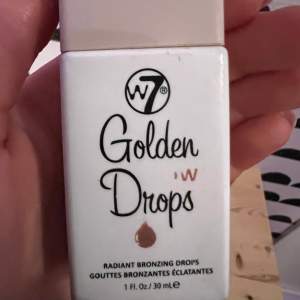 W7®
Golden
'W
Drops
RADIANT BRONZING DROPS
GOUTTES BRONZANTES ÉCLATANTES
1 Fl. Oz / 30 mL e